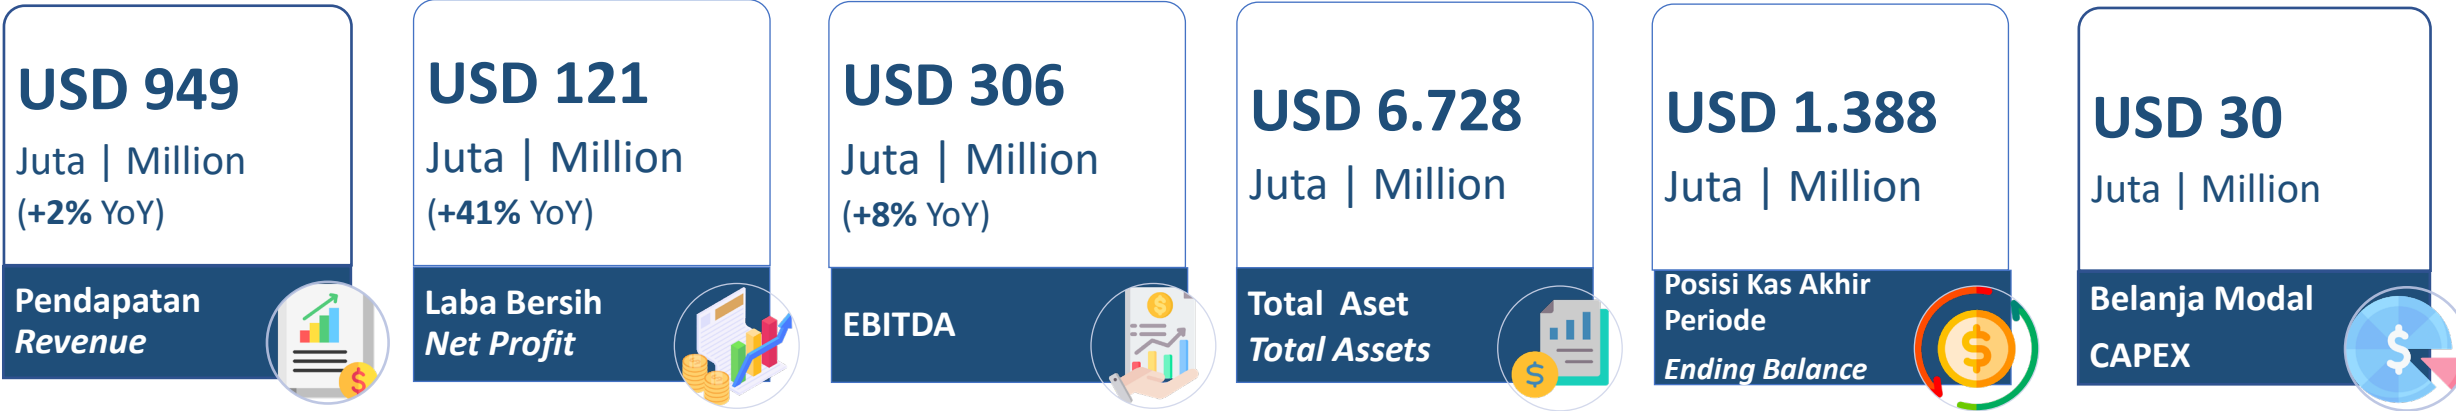 USD 949
Juta | Million
(+2% YoY)
Pendapatan
Revenue
USD 121
Juta | Million
(+41% YoY)
Laba Bersih
Net Profit
USD 306
Juta | Million
(+8% YoY)
EBITDA
USD 6.728
Juta | Million
Total Aset
Total Assets
USD 1.388
Juta | Million
Posisi Kas Akhir
Periode
Ending Balance
USD 30
Juta | Million
Belanja Modal
CAPEX